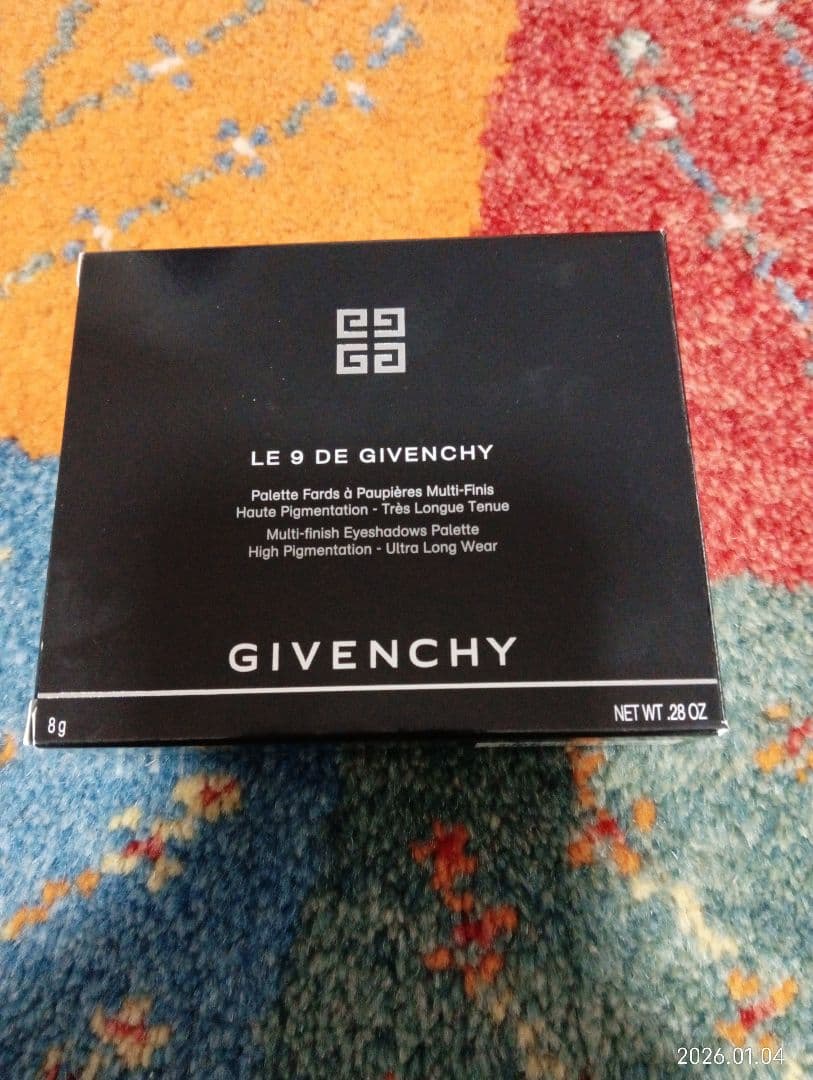 LE 9 DE GIVENCHY
Palette Fards à Paupières Multi-Finis
Haute Pigmentation - Très Longue Tenue
Multi-finish Eyeshadows Palette
High Pigmentation - Ultra Long Wear
GIVENCHY
8 g
NET WT .28 OZ
2026.01.04